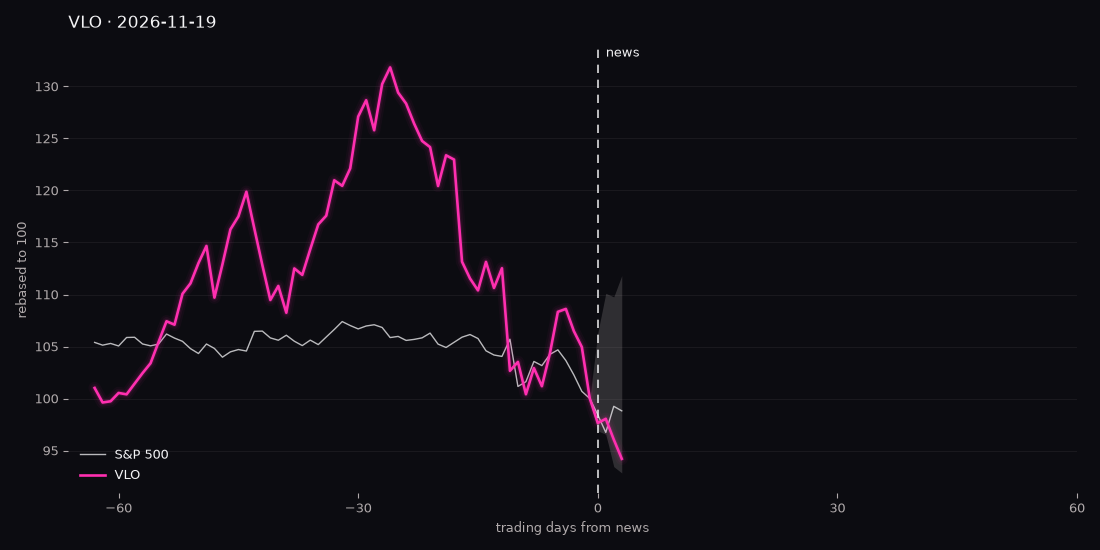 VLO · 2026-11-19
news
rebased to 100
130
125
120
115
110
105
100
95
S&P 500
VLO
−60
−30
0
30
60
trading days from news